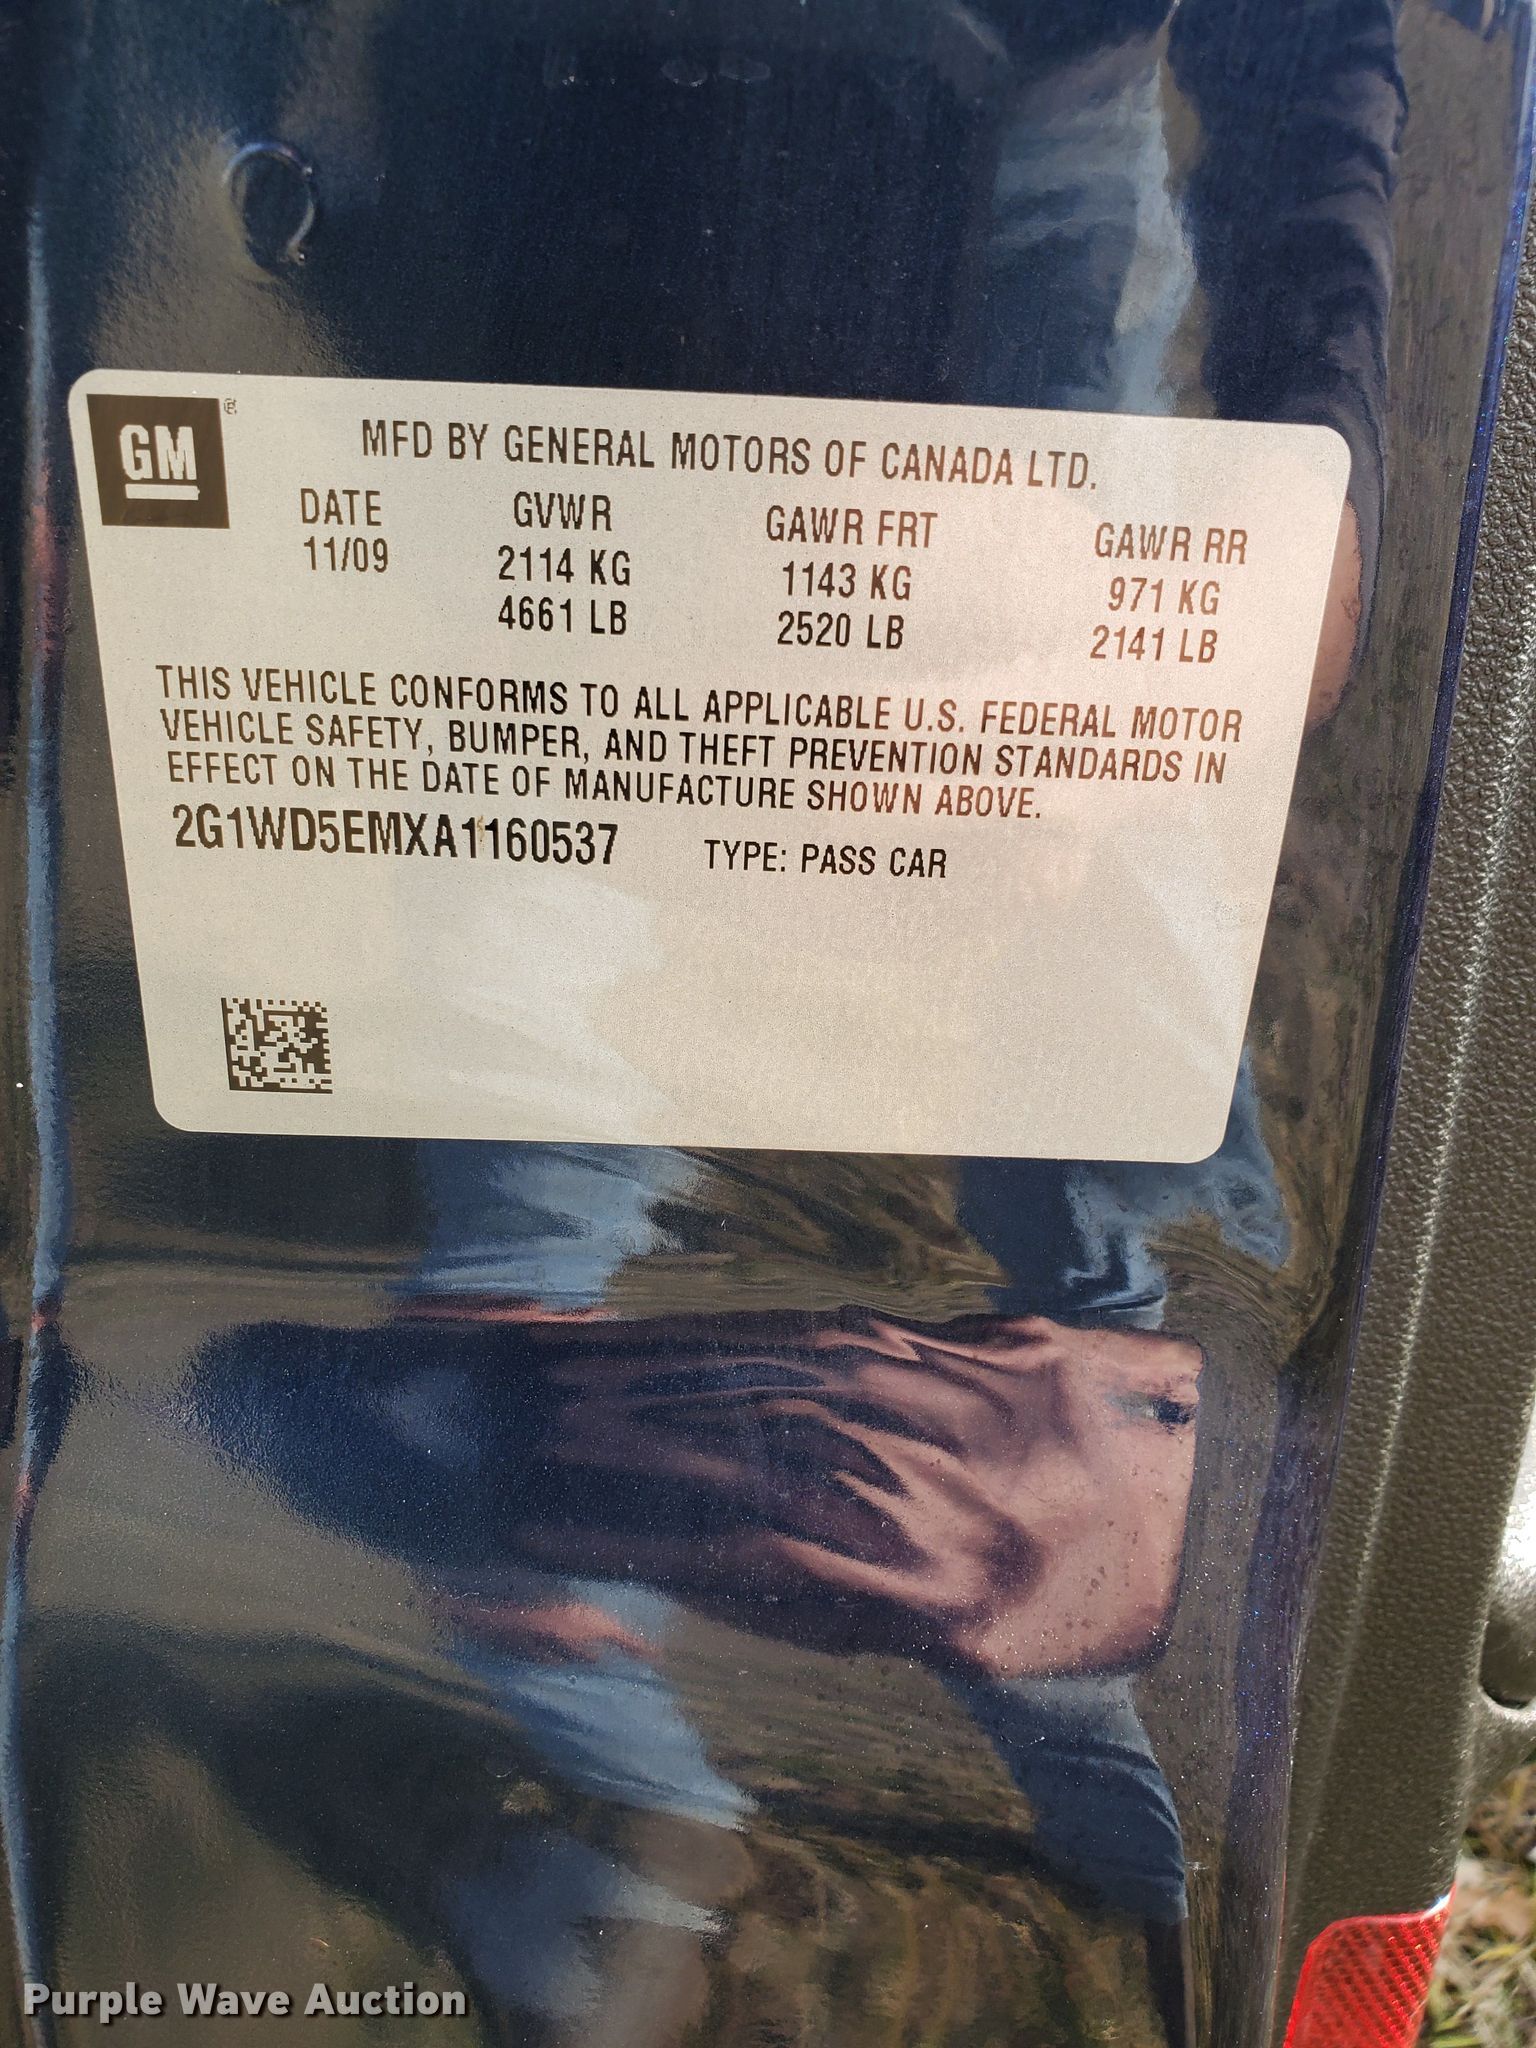 GM ®
MFD BY GENERAL MOTORS OF CANADA LTD.
DATE GVWR GAWR FRT GAWR RR
11/09 2114 KG 1143 KG 971 KG
4661 LB 2520 LB 2141 LB
THIS VEHICLE CONFORMS TO ALL APPLICABLE U.S. FEDERAL MOTOR
VEHICLE SAFETY, BUMPER, AND THEFT PREVENTION STANDARDS IN
EFFECT ON THE DATE OF MANUFACTURE SHOWN ABOVE.
2G1WD5EMXA1160537 TYPE: PASS CAR
Purple Wave Auction